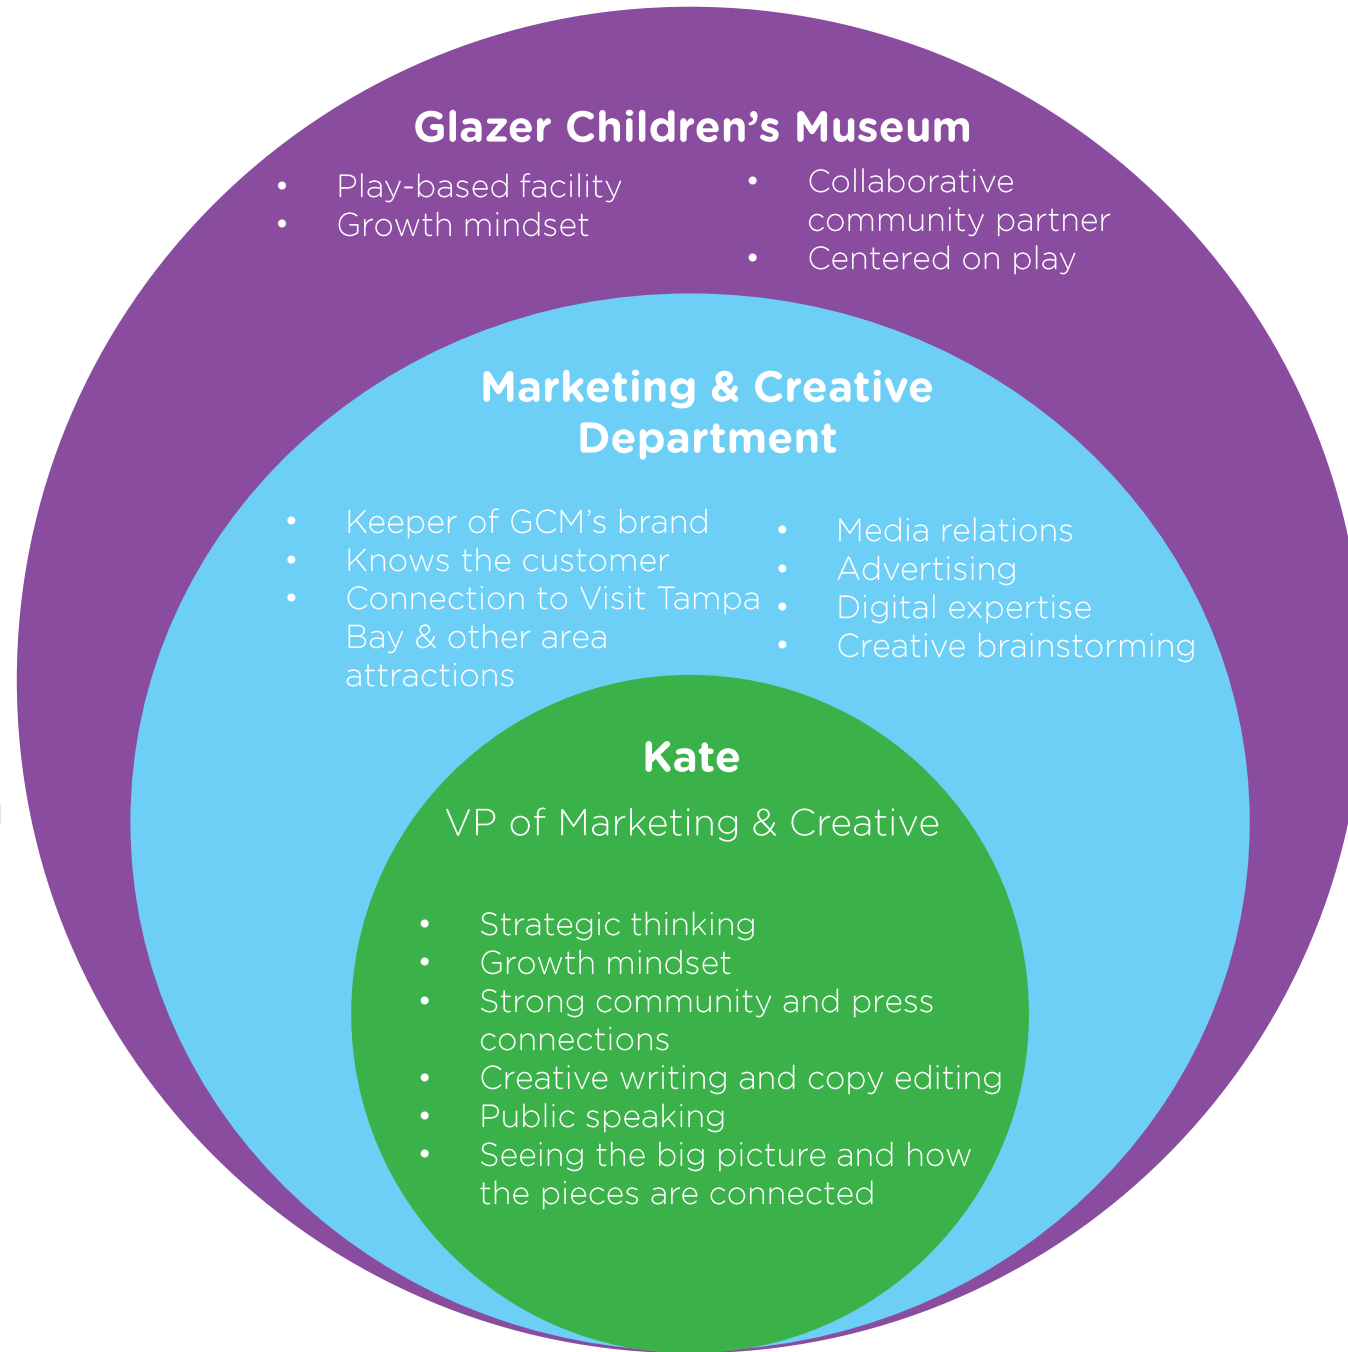 Glazer Children’s Museum
• Play-based facility
• Growth mindset
• Collaborative
community partner
• Centered on play
Marketing & Creative
Department
• Keeper of GCM’s brand
• Knows the customer
• Connection to Visit Tampa
Bay & other area
attractions
• Media relations
• Advertising
• Digital expertise
• Creative brainstorming
Kate
VP of Marketing & Creative
• Strategic thinking
• Growth mindset
• Strong community and press
connections
• Creative writing and copy editing
• Public speaking
• Seeing the big picture and how
the pieces are connected